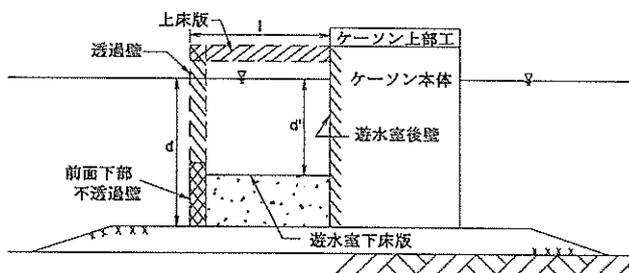 l
上床版
ケーソン上部工
透過壁
ケーソン本体
d
d'
遊水室後壁
前面下部
不透過壁
遊水室下床版